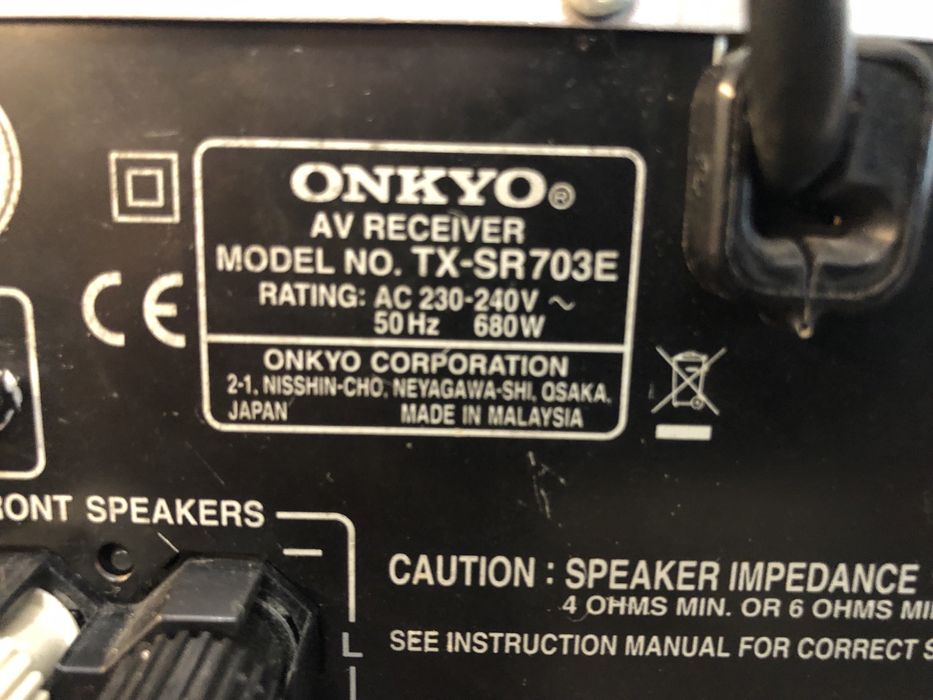 ONKYO®
AV RECEIVER
MODEL NO. TX-SR703E
RATING: AC 230-240V ~
50Hz 680W
ONKYO CORPORATION
2-1, NISSHIN-CHO, NEYAGAWA-SHI, OSAKA,
JAPAN MADE IN MALAYSIA
CE
RONT SPEAKERS
L
CAUTION : SPEAKER IMPEDANCE
4 OHMS MIN. OR 6 OHMS MI
SEE INSTRUCTION MANUAL FOR CORRECT S